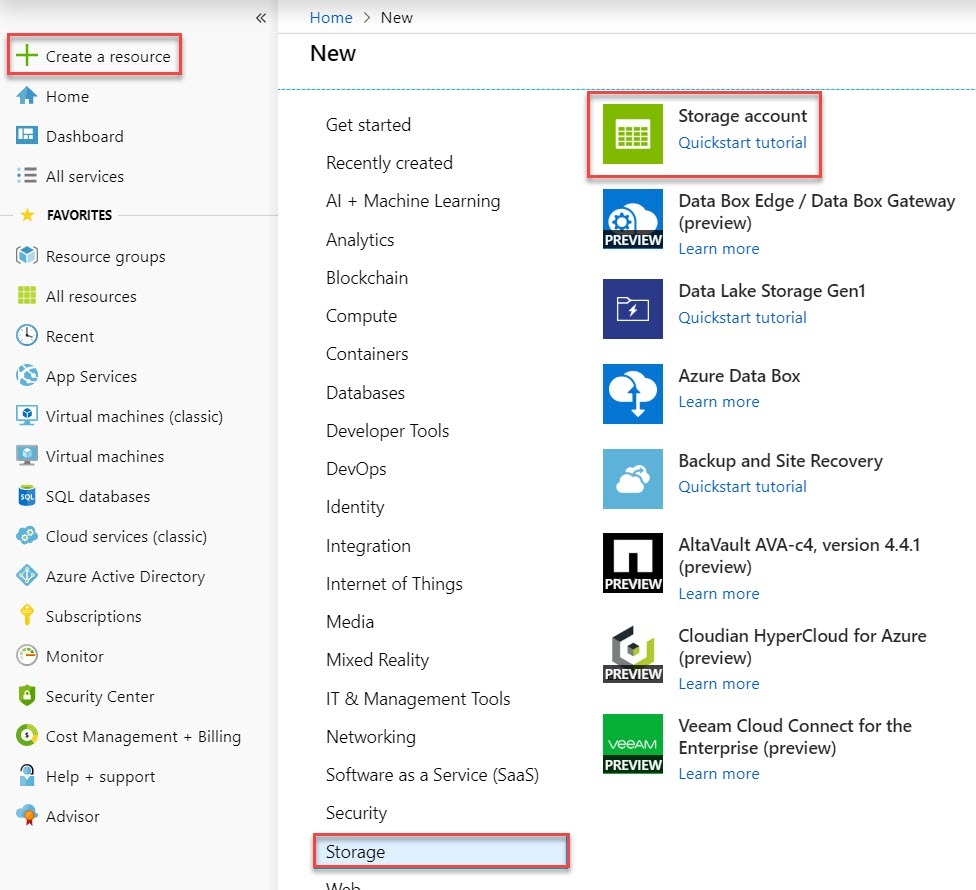 «
Create a resource
Home
Dashboard
All services
FAVORITES
Resource groups
All resources
Recent
App Services
Virtual machines (classic)
Virtual machines
SQL
SQL databases
Cloud services (classic)
Azure Active Directory
Subscriptions
Monitor
Security Center
Cost Management + Billing
Help + support
Advisor
Home > New
New
Get started
Recently created
AI + Machine Learning
Analytics
Blockchain
Compute
Containers
Databases
Developer Tools
DevOps
Identity
Integration
Internet of Things
Media
Mixed Reality
IT & Management Tools
Networking
Software as a Service (SaaS)
Security
Storage
Web
Storage account
Quickstart tutorial
PREVIEW
Data Box Edge / Data Box Gateway
(preview)
Learn more
Data Lake Storage Gen1
Quickstart tutorial
Azure Data Box
Learn more
Backup and Site Recovery
Quickstart tutorial
PREVIEW
AltaVault AVA-c4, version 4.4.1
(preview)
Learn more
PREVIEW
Cloudian HyperCloud for Azure
(preview)
Learn more
veeam
PREVIEW
Veeam Cloud Connect for the
Enterprise (preview)
Learn more